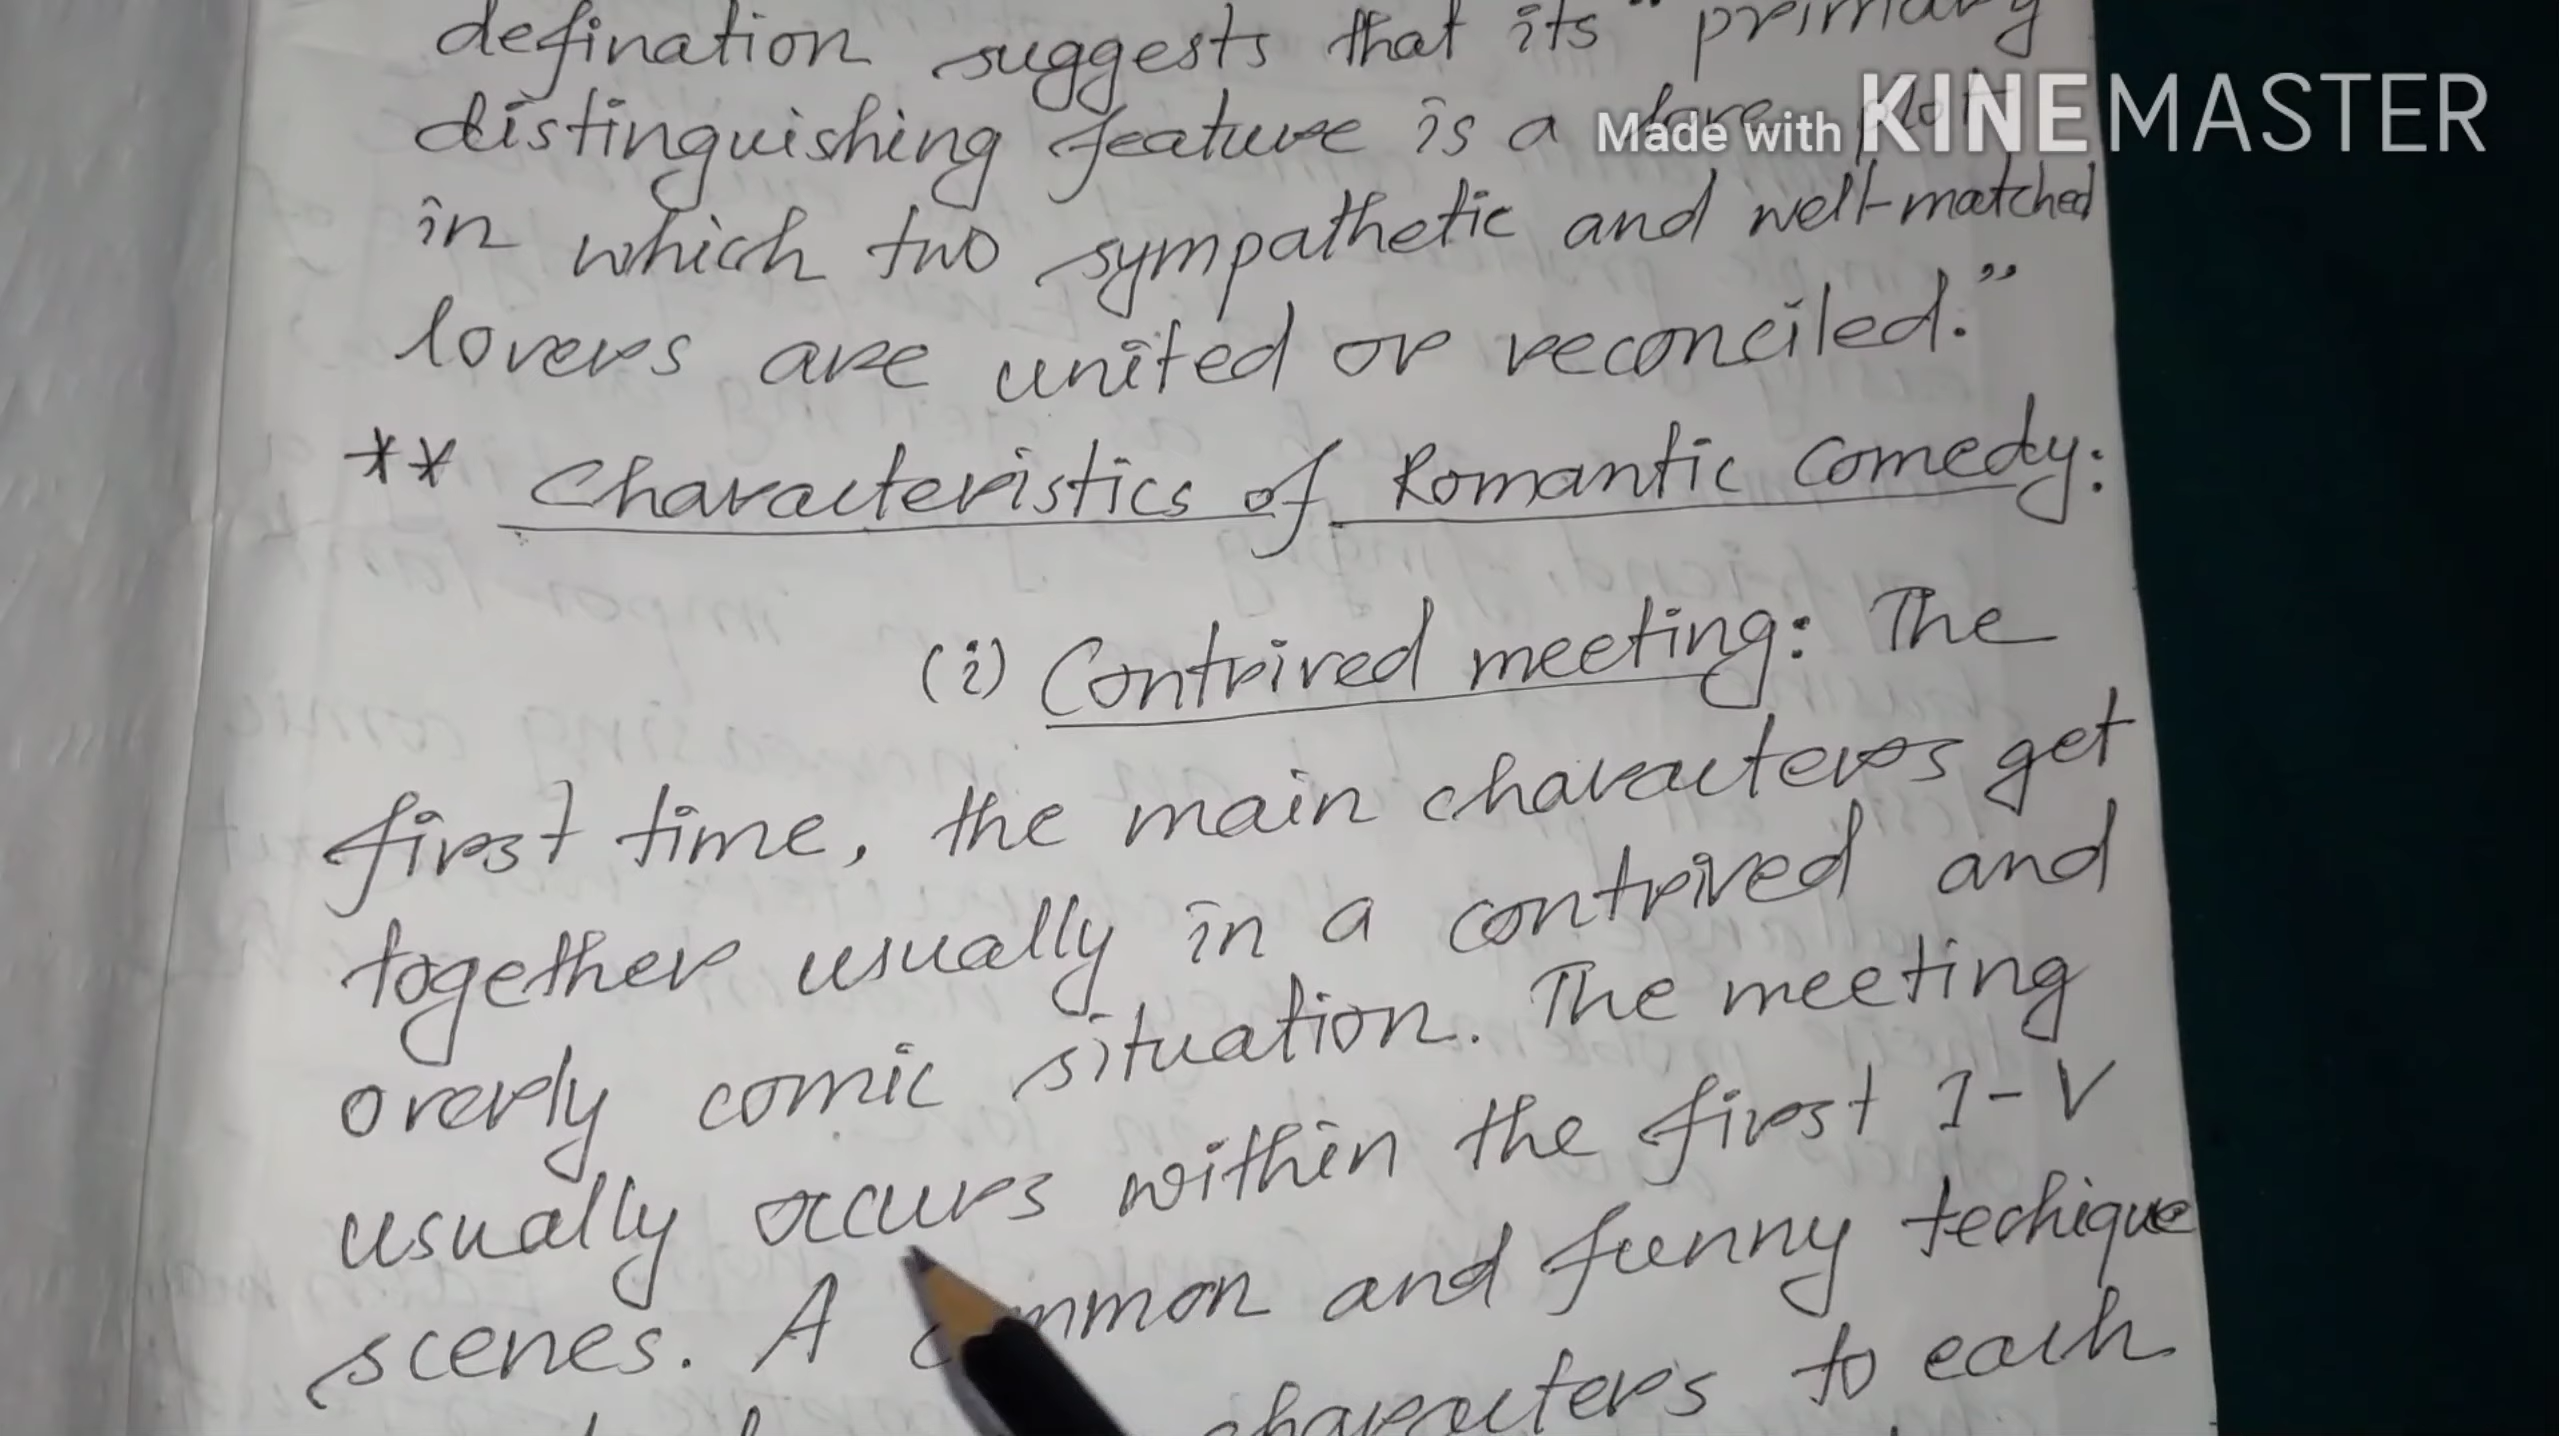 defination suggests that its "primary
Made with KINEMASTER
distinguishing feature is a love plot
in which two sympathetic and well-matched
lovers are united or reconciled."
** Characteristics of Romantic Comedy:
(i) Contrived meeting: The
first time, the main characters get
together usually in a contrived and
overly comic situation. The meeting
usually occurs within the first I-V
scenes. A common and funny techique
characters to each